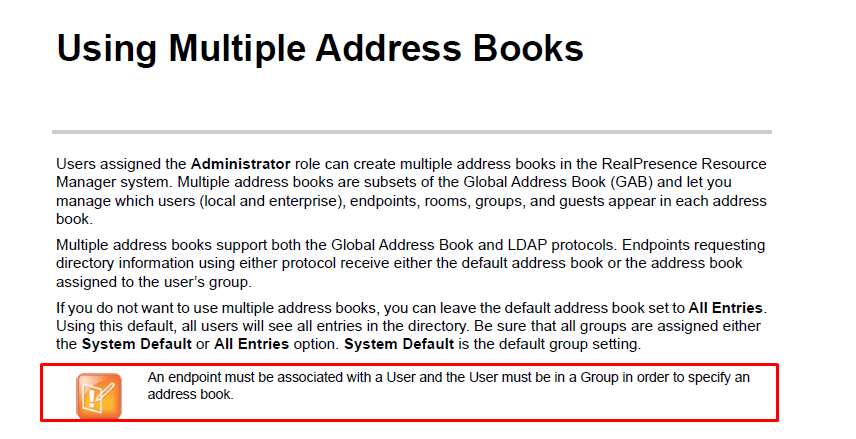 Using Multiple Address Books
Users assigned the Administrator role can create multiple address books in the RealPresence Resource
Manager system. Multiple address books are subsets of the Global Address Book (GAB) and let you
manage which users (local and enterprise), endpoints, rooms, groups, and guests appear in each address
book.
Multiple address books support both the Global Address Book and LDAP protocols. Endpoints requesting
directory information using either protocol receive either the default address book or the address book
assigned to the user's group.
If you do not want to use multiple address books, you can leave the default address book set to All Entries.
Using this default, all users will see all entries in the directory. Be sure that all groups are assigned either
the System Default or All Entries option. System Default is the default group setting.
An endpoint must be associated with a User and the User must be in a Group in order to specify an
address book.